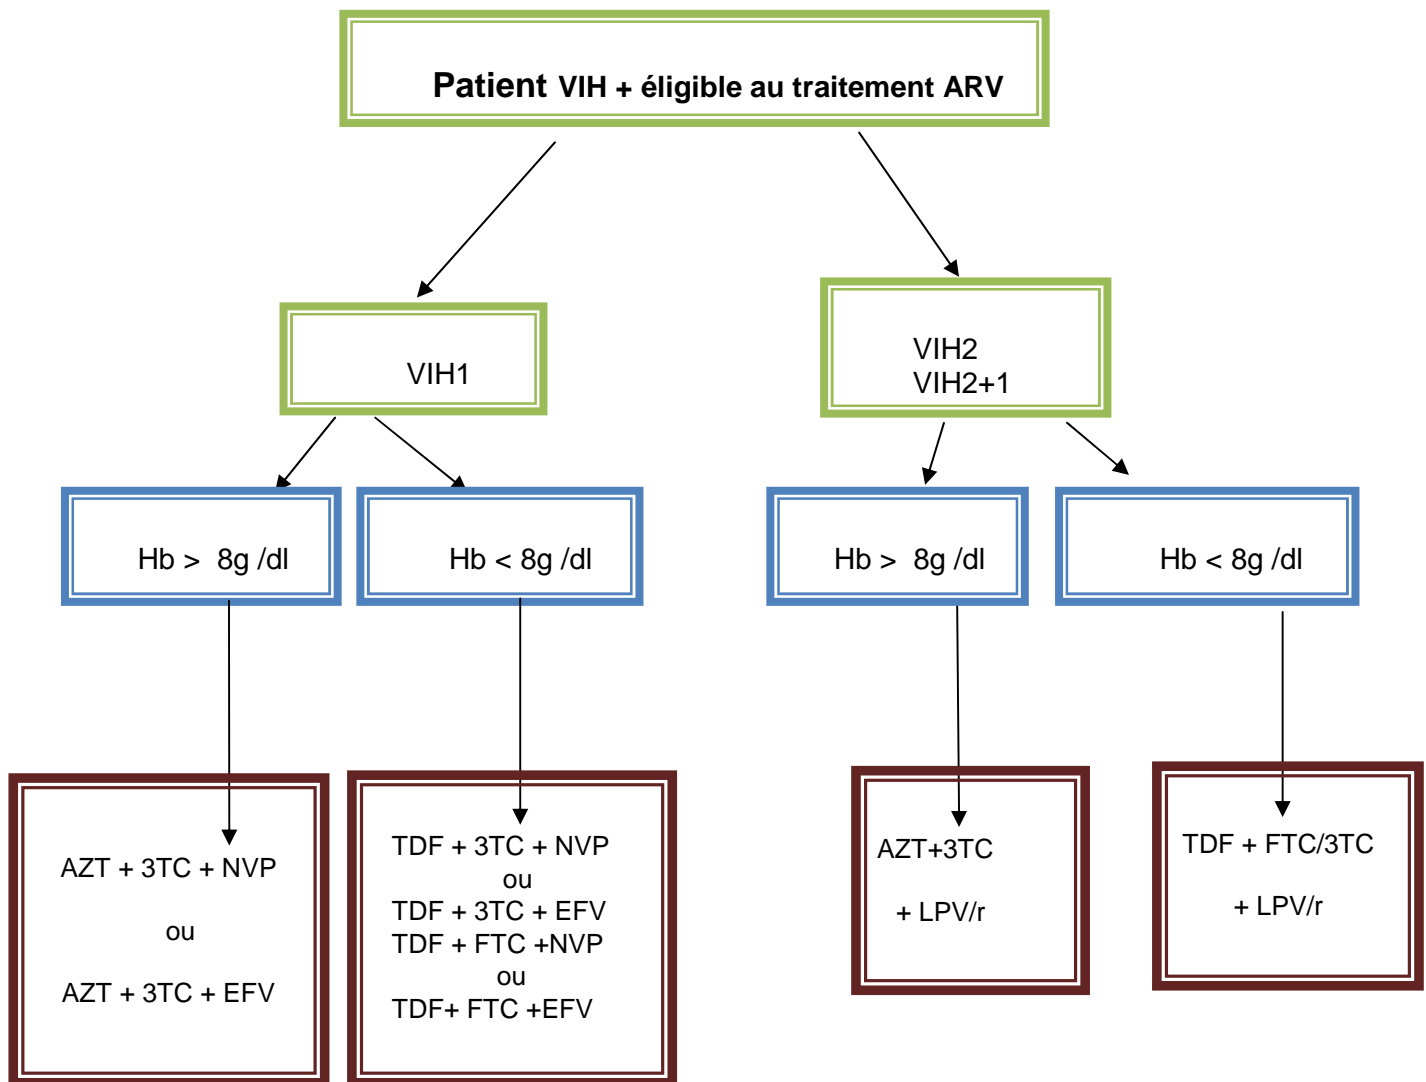 Patient VIH + éligible au traitement ARV
VIH1
VIH2
VIH2+1
Hb >  8g /dl
Hb < 8g /dl
Hb >  8g /dl
Hb < 8g /dl
AZT + 3TC + NVP
ou
AZT + 3TC + EFV
TDF + 3TC + NVP
ou
TDF + 3TC + EFV
TDF + FTC +NVP
ou
TDF+ FTC +EFV
AZT+3TC
+ LPV/r
TDF + FTC/3TC
+ LPV/r